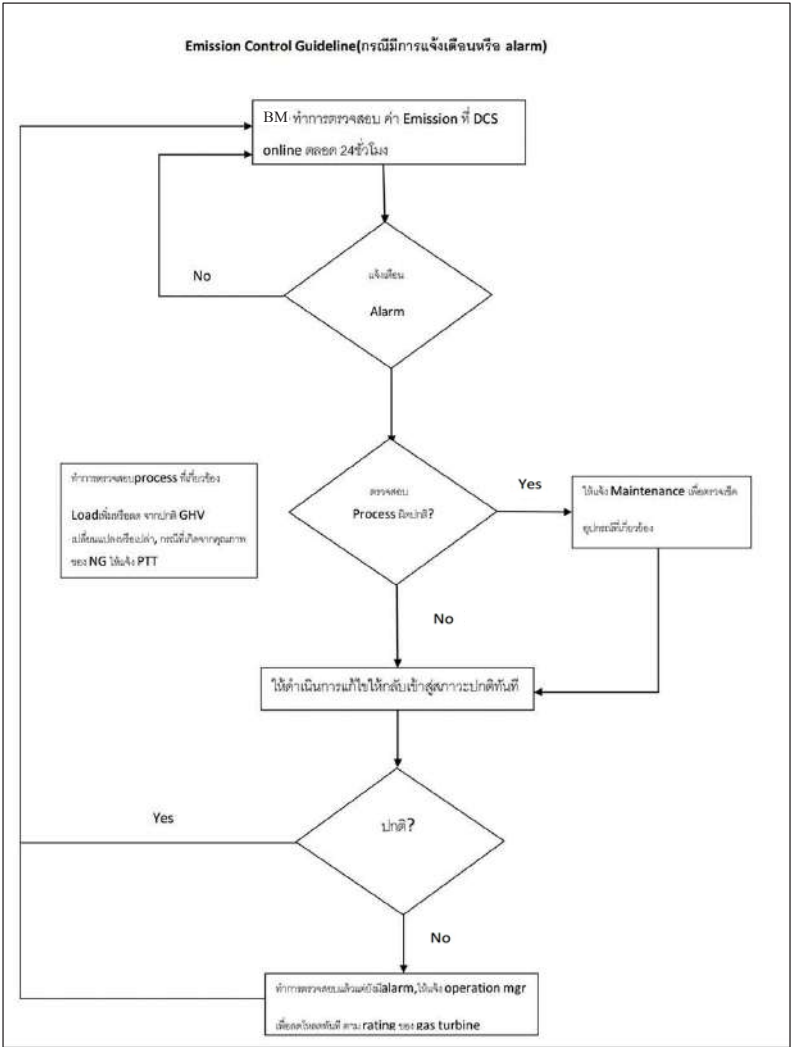 Emission Control Guideline(กรณีมีการแจ้งเตือนหรือ alarm)
BM ทำการตรวจสอบ ค่า Emission ที่ DCS
online ตลอด 24ชั่วโมง
แจ้งเตือน
Alarm
No
ทำการตรวจสอบprocess ที่เกี่ยวข้อง
Loadเพิ่มหรือลด จากปกติ GHV
เปลี่ยนแปลงหรือเปล่า, กรณีที่เกิดจากคุณภาพ
ของ NG ให้แจ้ง PTT
ตรวจสอบ
Process ผิดปกติ?
Yes
ให้แจ้ง Maintenance เพื่อตรวจเช็ค
อุปกรณ์ที่เกี่ยวข้อง
No
ให้ดำเนินการแก้ไขให้กลับเข้าสู่สภาวะปกติทันที
ปกติ?
Yes
No
ทำการตรวจสอบแล้วแต่ยังมีalarm,ให้แจ้ง operation mgr
เพื่อลดโหลดทันที ตาม rating ของ gas turbine